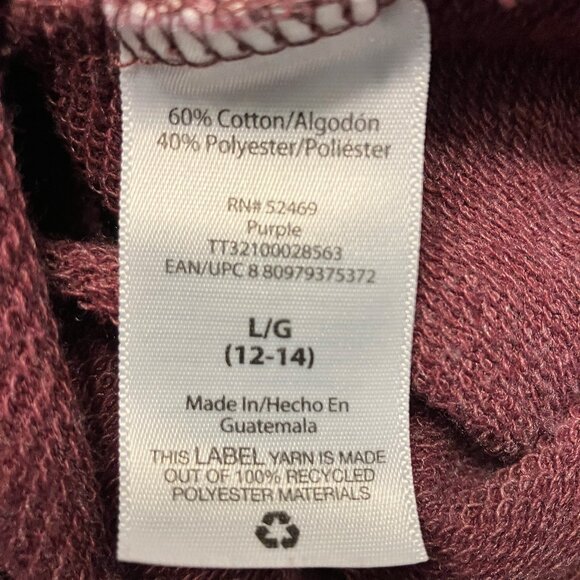 60% Cotton/Algodón
40% Polyester/Poliéster
RN# 52469
Purple
TT32100028563
EAN/UPC 8 80979375372
L/G
(12-14)
Made In/Hecho En
Guatemala
THIS LABEL YARN IS MADE
OUT OF 100% RECYCLED
POLYESTER MATERIALS